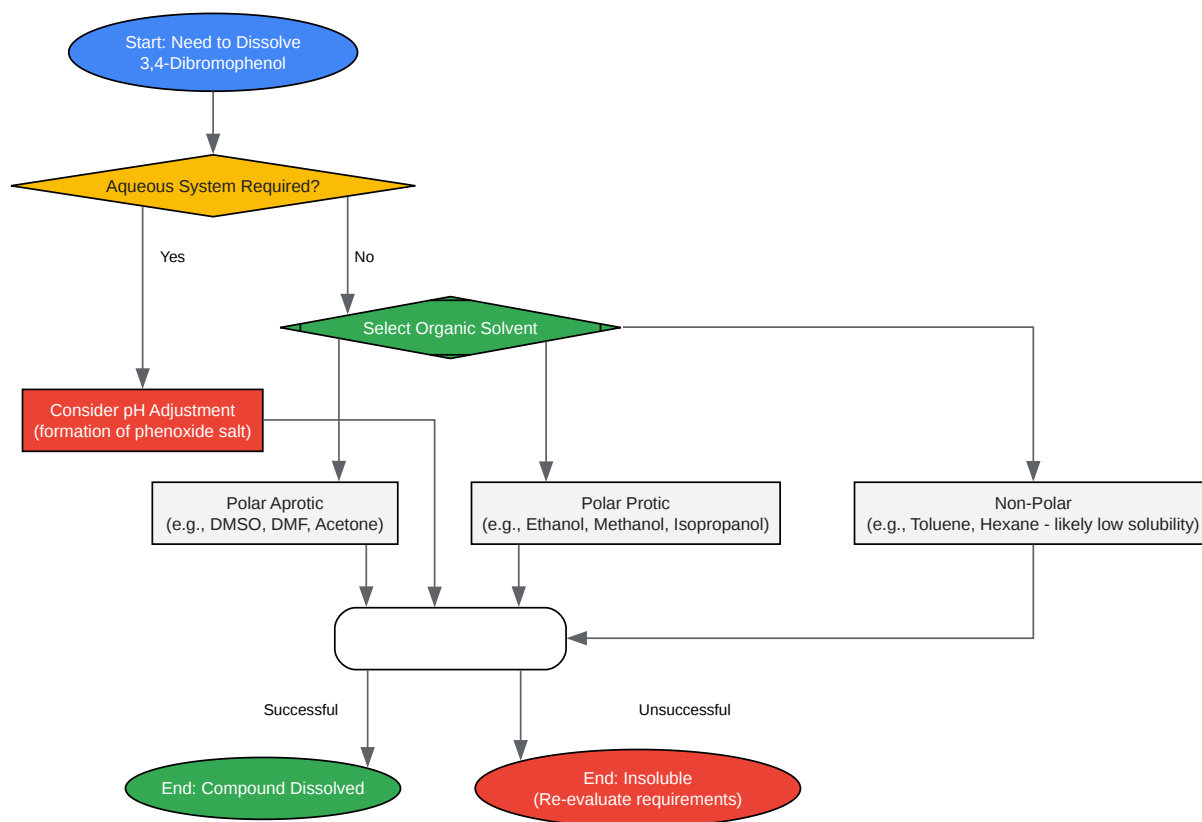 Start: Need to Dissolve
3,4-Dibromophenol
Aqueous System Required?
Yes
No
Select Organic Solvent
Consider pH Adjustment
(formation of phenoxide salt)
Polar Aprotic
(e.g., DMSO, DMF, Acetone)
Polar Protic
(e.g., Ethanol, Methanol, Isopropanol)
Non-Polar
(e.g., Toluene, Hexane - likely low solubility)
Successful
Unsuccessful
End: Compound Dissolved
End: Insoluble
(Re-evaluate requirements)